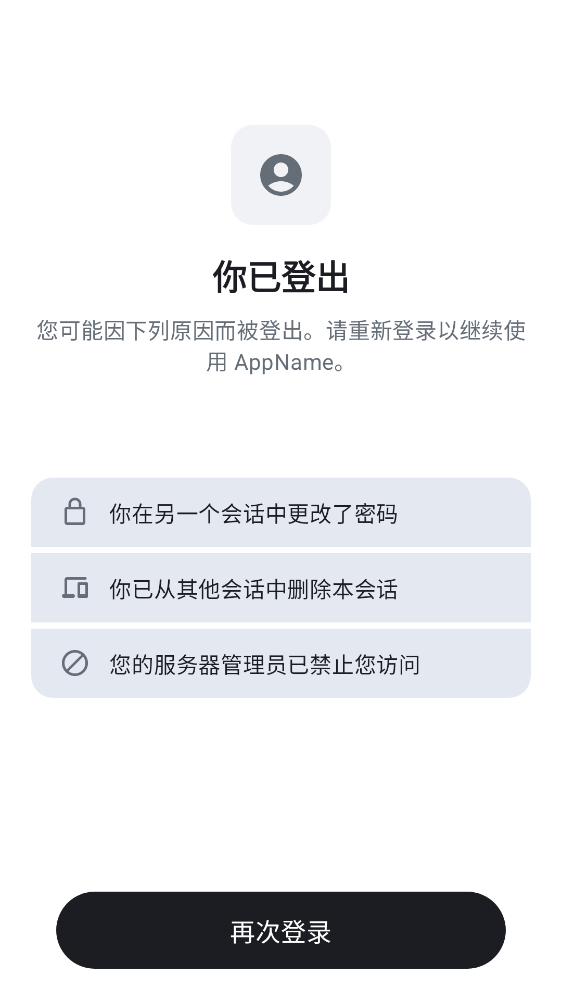 你已登出
您可能因下列原因而被登出。请重新登录以继续使
用 AppName。
你在另一个会话中更改了密码
你已从其他会话中删除本会话
您的服务器管理员已禁止您访问
再次登录